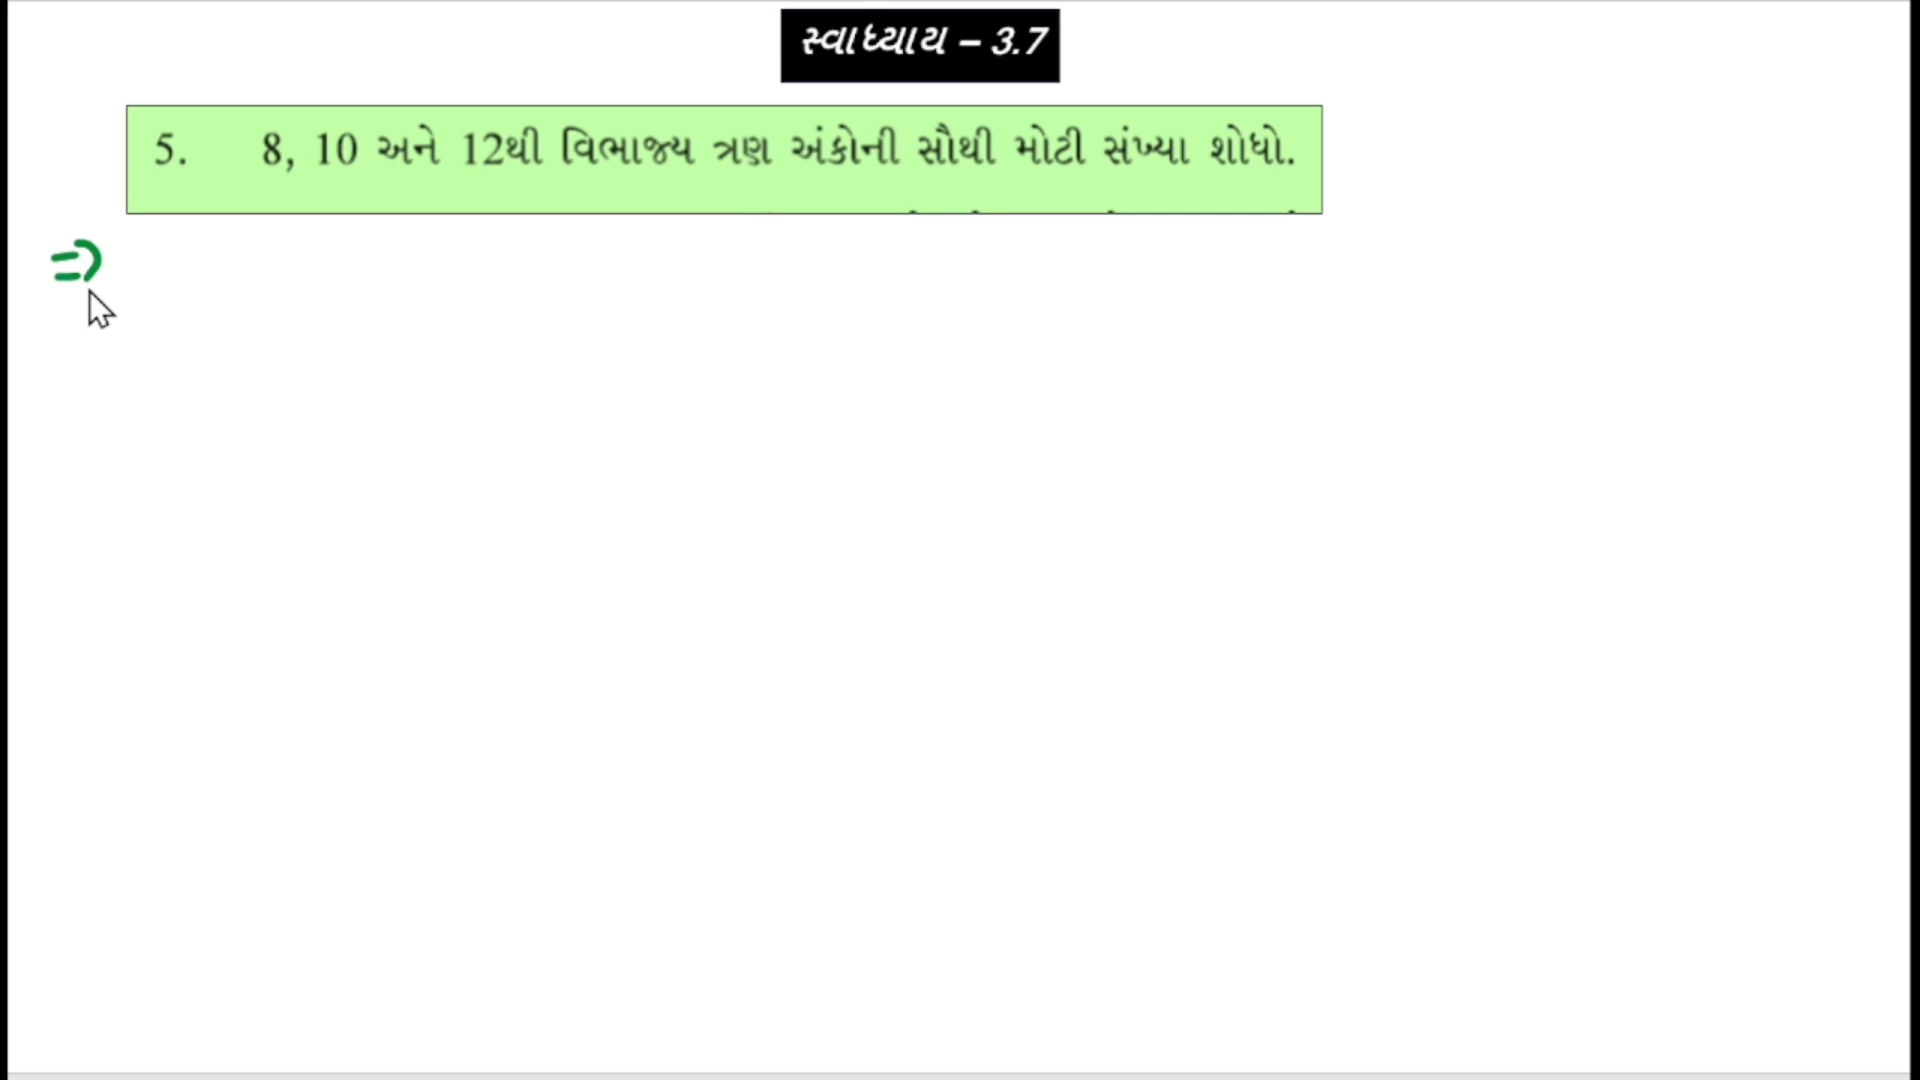 સ્વાધ્યાય – 3.7
5. 8, 10 અને 12થી વિભાજ્ય ત્રણ અંકોની સૌથી મોટી સંખ્યા શોધો.
⇒